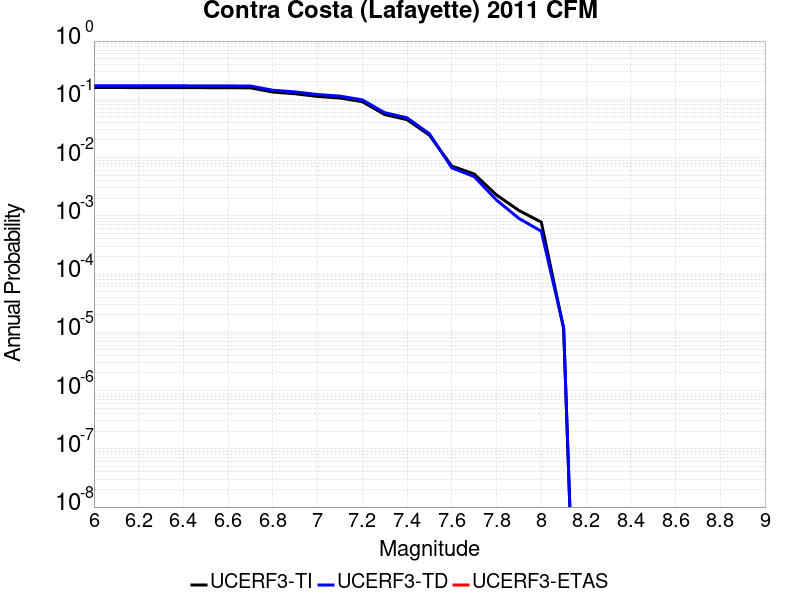 Contra Costa (Lafayette) 2011 CFM
10^0
10^-1
10^-2
10^-3
10^-4
10^-5
10^-6
10^-7
10^-8
Annual Probability
6 6.2 6.4 6.6 6.8 7 7.2 7.4 7.6 7.8 8 8.2 8.4 8.6 8.8 9
Magnitude
UCERF3-TI UCERF3-TD UCERF3-ETAS